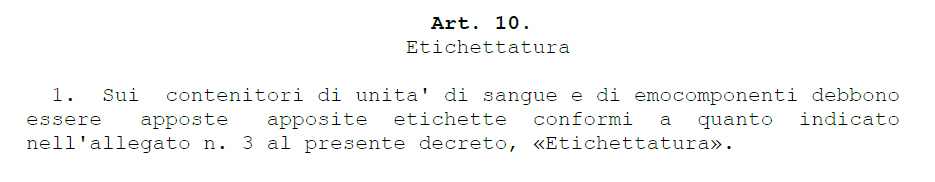 Art. 10.
Etichettatura
1. Sui contenitori di unita' di sangue e di emocomponenti debbono
essere apposte apposite etichette conformi a quanto indicato
nell'allegato n. 3 al presente decreto, «Etichettatura».